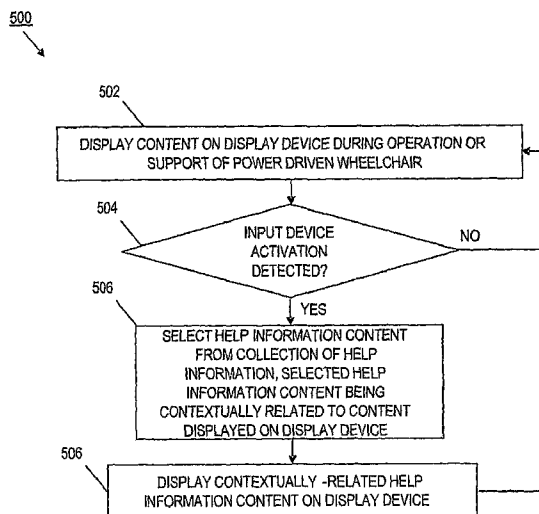 500
502
DISPLAY CONTENT ON DISPLAY DEVICE DURING OPERATION OR
SUPPORT OF POWER DRIVEN WHEELCHAIR
504
INPUT DEVICE
ACTIVATION
DETECTED?
NO
506
YES
SELECT HELP INFORMATION CONTENT
FROM COLLECTION OF HELP
INFORMATION, SELECTED HELP
INFORMATION CONTENT BEING
CONTEXTUALLY RELATED TO CONTENT
DISPLAYED ON DISPLAY DEVICE
506
DISPLAY CONTEXTUALLY -RELATED HELP
INFORMATION CONTENT ON DISPLAY DEVICE